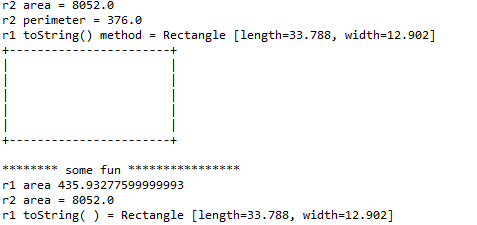 r2 area = 8052.0
r2 perimeter = 376.0
r1 toString() method = Rectangle [length=33.788, width=12.902]
+-----------------------+
|                       |
|                       |
|                       |
|                       |
|                       |
+-----------------------+
******** some fun ****************
r1 area 435.93277599999993
r2 area = 8052.0
r1 toString( ) = Rectangle [length=33.788, width=12.902]